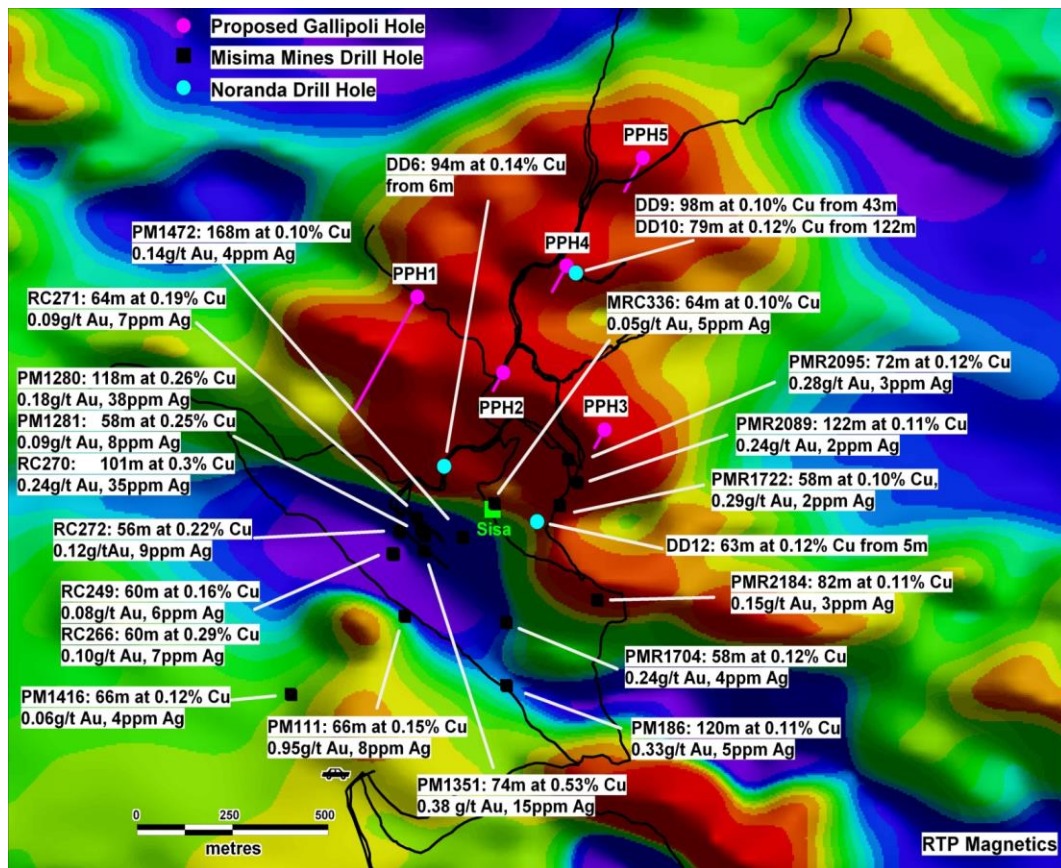 Proposed Gallipoli Hole
Misima Mines Drill Hole
Noranda Drill Hole
PPH5
DD6: 94m at 0.14% Cu
from 6m
DD9: 98m at 0.10% Cu from 43m
DD10: 79m at 0.12% Cu from 122m
PM1472: 168m at 0.10% Cu
0.14g/t Au, 4ppm Ag
PPH4
PPH1
RC271: 64m at 0.19% Cu
0.09g/t Au, 7ppm Ag
MRC336: 64m at 0.10% Cu
0.05g/t Au, 5ppm Ag
PMR2095: 72m at 0.12% Cu
0.28g/t Au, 3ppm Ag
PM1280: 118m at 0.26% Cu
0.18g/t Au, 38ppm Ag
PM1281: 58m at 0.25% Cu
0.09g/t Au, 8ppm Ag
RC270: 101m at 0.3% Cu
0.24g/t Au, 35ppm Ag
PPH2
PPH3
PMR2089: 122m at 0.11% Cu
0.24g/t Au, 2ppm Ag
PMR1722: 58m at 0.10% Cu,
0.29g/t Au, 2ppm Ag
Sisa
RC272: 56m at 0.22% Cu
0.12g/tAu, 9ppm Ag
DD12: 63m at 0.12% Cu from 5m
RC249: 60m at 0.16% Cu
0.08g/t Au, 6ppm Ag
RC266: 60m at 0.29% Cu
0.10g/t Au, 7ppm Ag
PMR2184: 82m at 0.11% Cu
0.15g/t Au, 3ppm Ag
PMR1704: 58m at 0.12% Cu
0.24g/t Au, 4ppm Ag
PM1416: 66m at 0.12% Cu
0.06g/t Au, 4ppm Ag
PM111: 66m at 0.15% Cu
0.95g/t Au, 8ppm Ag
PM186: 120m at 0.11% Cu
0.33g/t Au, 5ppm Ag
PM1351: 74m at 0.53% Cu
0.38 g/t Au, 15ppm Ag
0 250 500
metres
RTP Magnetics